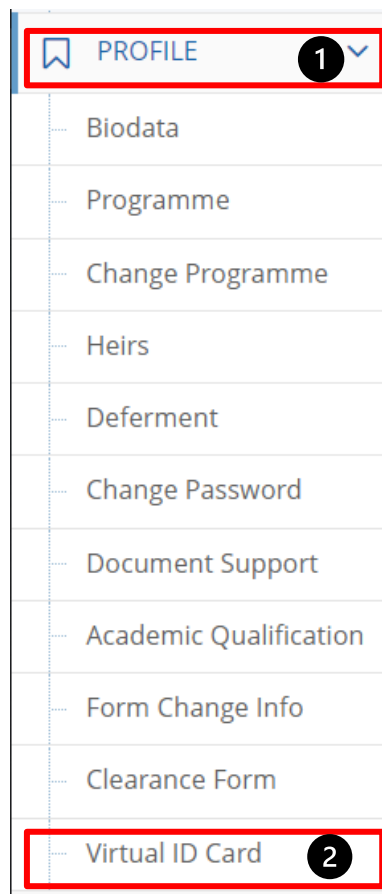 PROFILE 1
Biodata
Programme
Change Programme
Heirs
Deferment
Change Password
Document Support
Academic Qualification
Form Change Info
Clearance Form
Virtual ID Card 2